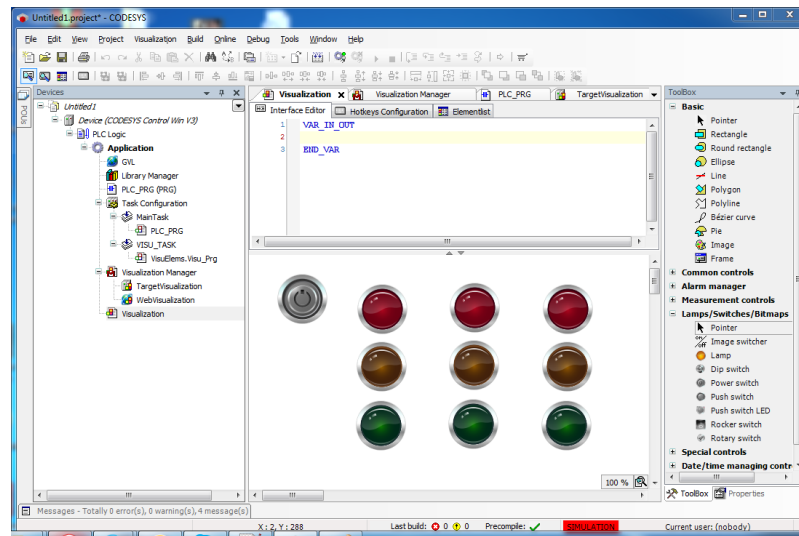 Untitled1.project* - CODESYS
File Edit View Project Visualization Build Online Debug Tools Window Help
Devices
POUs
Untitled1
Device (CODESYS Control Win V3)
PLC Logic
Application
GVL
Library Manager
PLC_PRG (PRG)
Task Configuration
MainTask
PLC_PRG
VISU_TASK
VisuElems.Visu_Prg
Visualization Manager
TargetVisualization
WebVisualization
Visualization
Visualization X Visualization Manager PLC_PRG TargetVisualization
Interface Editor Hotkeys Configuration Elementlist
1 VAR_IN_OUT
2
3 END_VAR
100 %
ToolBox
Basic
Pointer
Rectangle
Round rectangle
Ellipse
Line
Polygon
Polyline
Bézier curve
Pie
Image
Frame
Common controls
Alarm manager
Measurement controls
Lamps/Switches/Bitmaps
Pointer
Image switcher
Lamp
Dip switch
Power switch
Push switch
Push switch LED
Rocker switch
Rotary switch
Special controls
Date/time managing contr
ToolBox Properties
Messages - Totally 0 error(s), 0 warning(s), 4 message(s)
X : 2, Y : 288 Last build: 0 0 Precompile: SIMULATION Current user: (nobody)